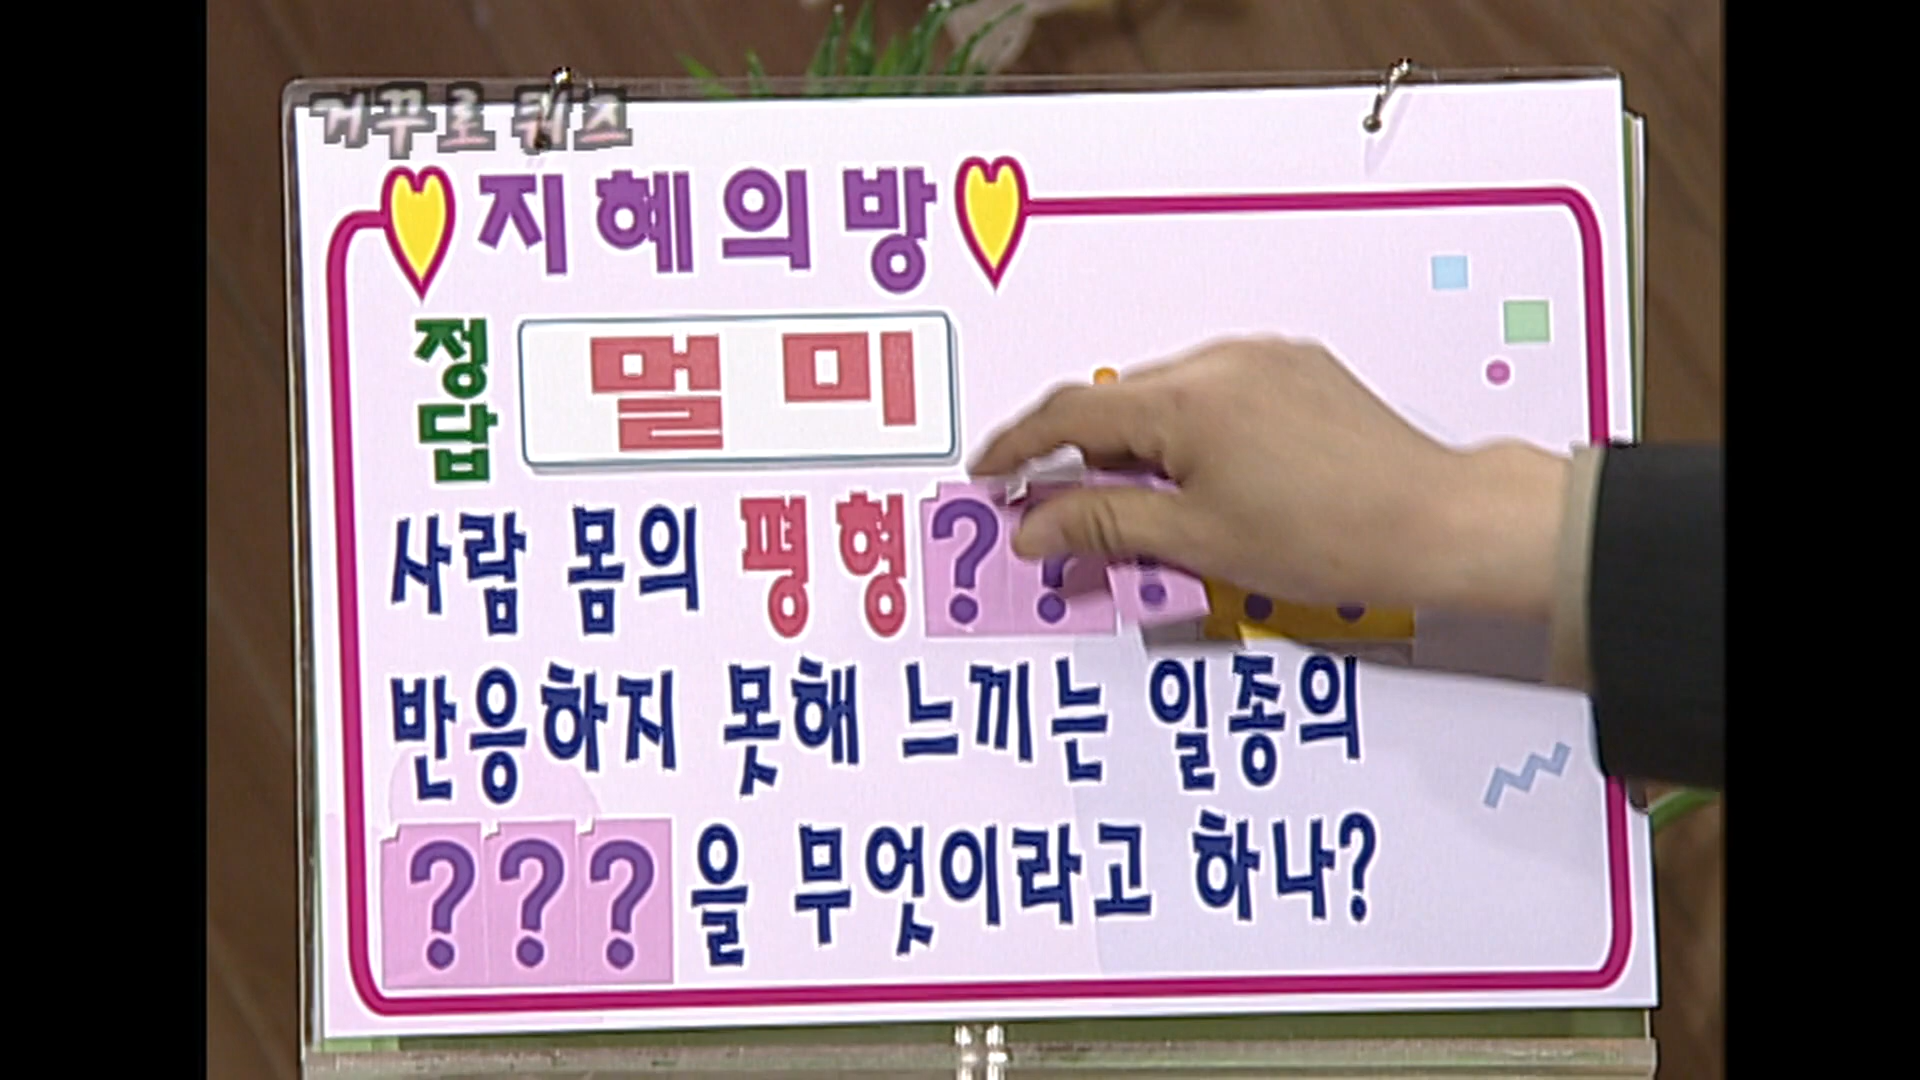 거꾸로 퀴즈
지혜의 방
정답 멀미
사람 몸의 평형???
반응하지 못해 느끼는 일종의
???을 무엇이라고 하나?